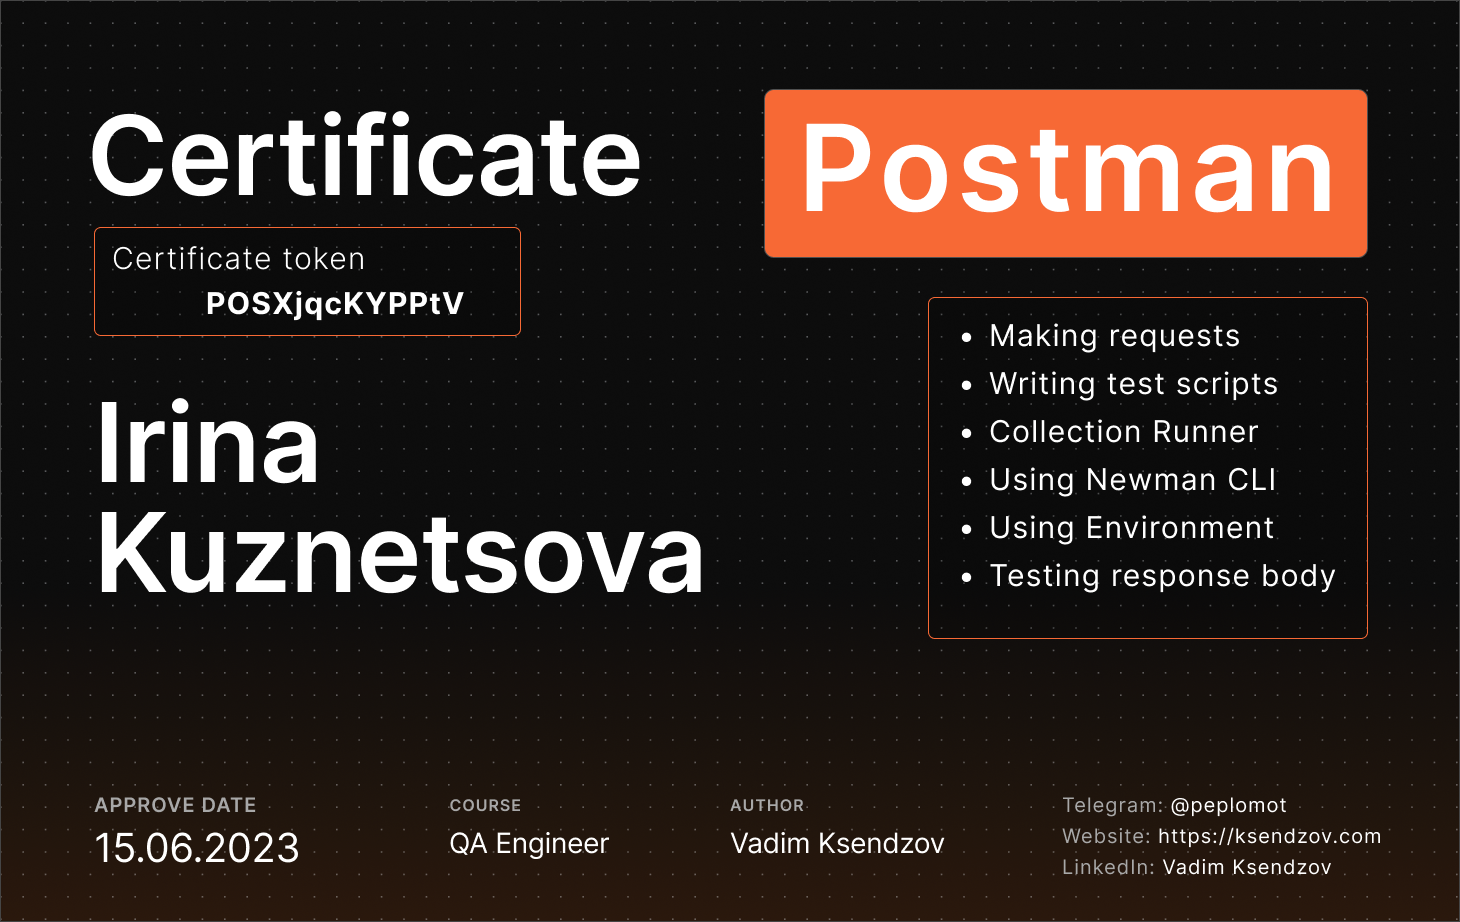 Certificate
Postman
Certificate token
POSXjqcKYPPtV
Irina
Kuznetsova
• Making requests
• Writing test scripts
• Collection Runner
• Using Newman CLI
• Using Environment
• Testing response body
APPROVE DATE
15.06.2023
COURSE
QA Engineer
AUTHOR
Vadim Ksendzov
Telegram: @peplomot
Website: https://ksendzov.com
LinkedIn: Vadim Ksendzov